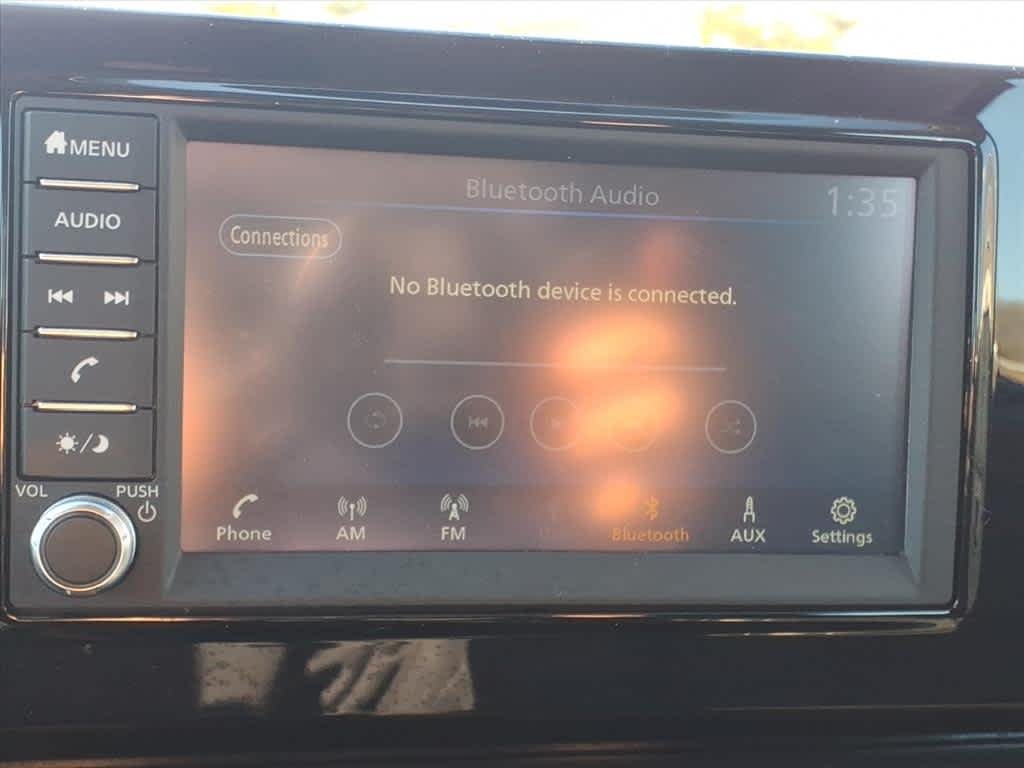 MENU
AUDIO
VOL
PUSH
Bluetooth Audio
1:35
Connections
No Bluetooth device is connected.
Phone
AM
FM
Bluetooth
AUX
Settings